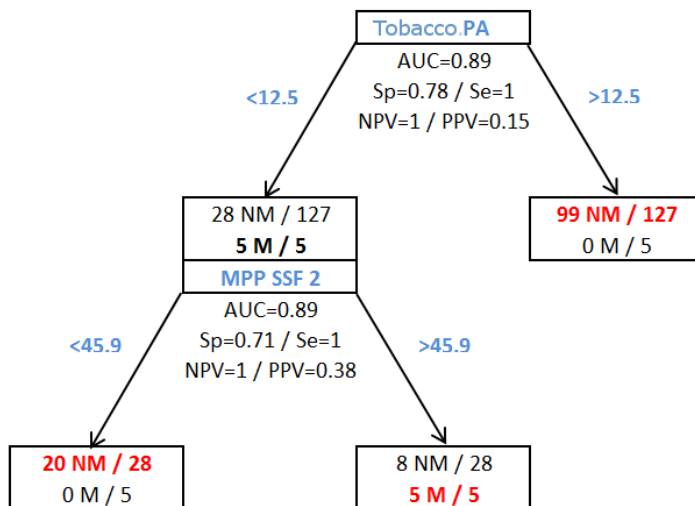 Tobacco.PA
AUC=0.89
<12.5
Sp=0.78 / Se=1
>12.5
NPV=1 / PPV=0.15
28 NM / 127
5 M / 5
99 NM / 127
0 M / 5
MPP SSF 2
AUC=0.89
<45.9
Sp=0.71 / Se=1
>45.9
NPV=1 / PPV=0.38
20 NM / 28
0 M / 5
8 NM / 28
5 M / 5